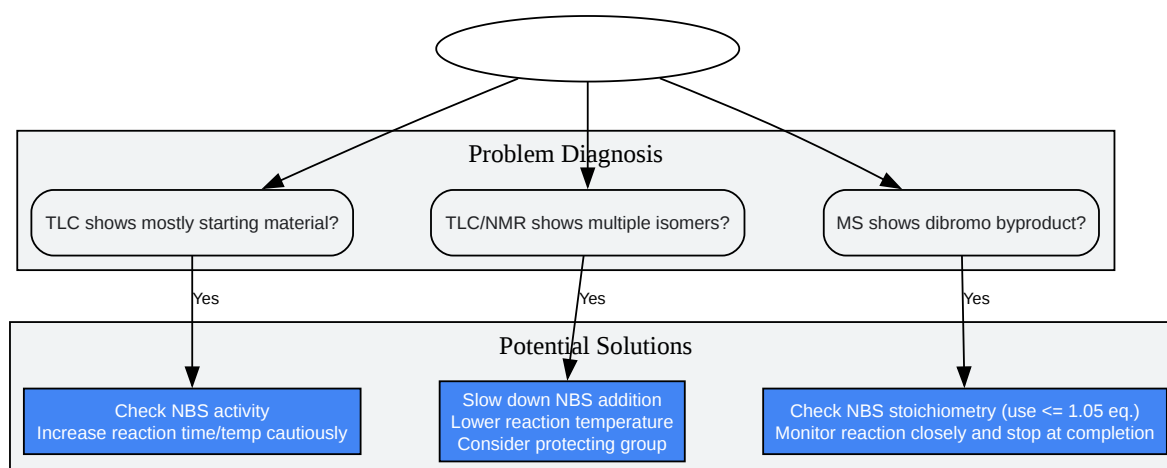 Problem Diagnosis
TLC shows mostly starting material?
TLC/NMR shows multiple isomers?
MS shows dibromo byproduct?
Yes
Yes
Yes
Potential Solutions
Check NBS activity
Increase reaction time/temp cautiously
Slow down NBS addition
Lower reaction temperature
Consider protecting group
Check NBS stoichiometry (use <= 1.05 eq.)
Monitor reaction closely and stop at completion